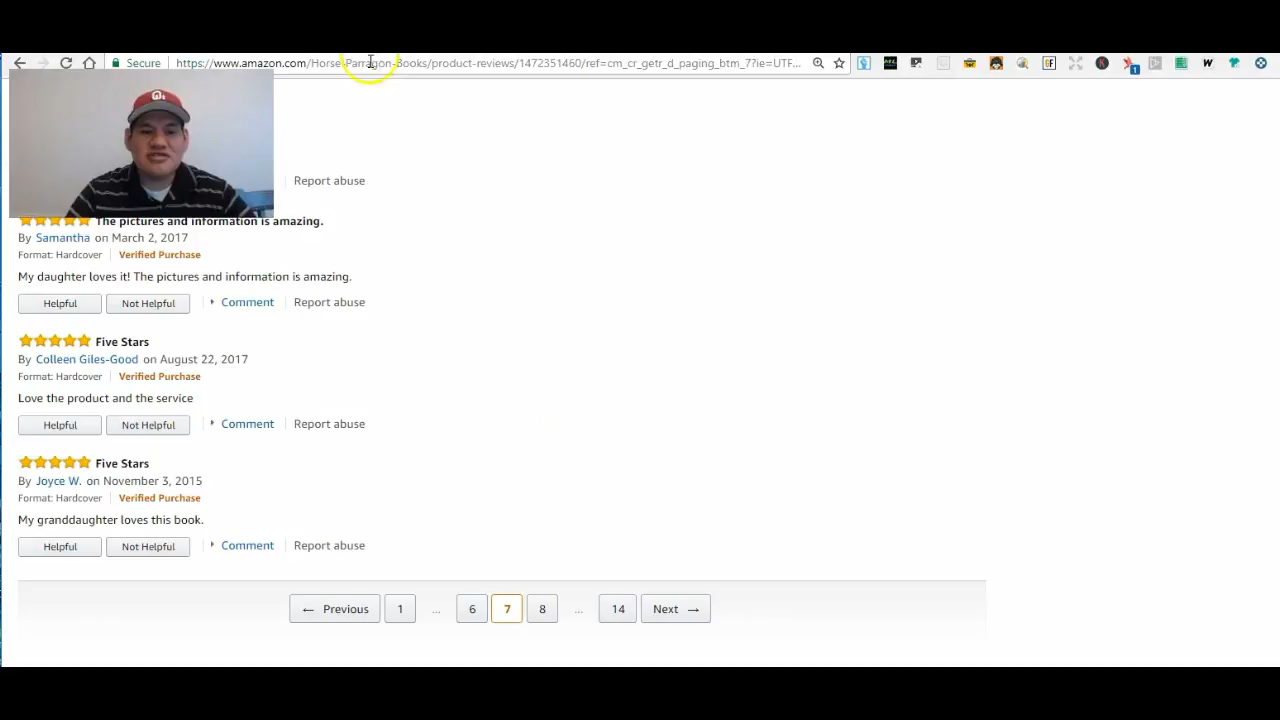 Secure https://www.amazon.com/Horse-Parragon-Books/product-reviews/1472351460/ref=cm_cr_getr_d_paging_btm_7?ie=UTF...
Report abuse
The pictures and information is amazing.
By Samantha on March 2, 2017
Format: Hardcover Verified Purchase
My daughter loves it! The pictures and information is amazing.
Helpful Not Helpful Comment Report abuse
Five Stars
By Colleen Giles-Good on August 22, 2017
Format: Hardcover Verified Purchase
Love the product and the service
Helpful Not Helpful Comment Report abuse
Five Stars
By Joyce W. on November 3, 2015
Format: Hardcover Verified Purchase
My granddaughter loves this book.
Helpful Not Helpful Comment Report abuse
← Previous 1 ... 6 7 8 ... 14 Next →